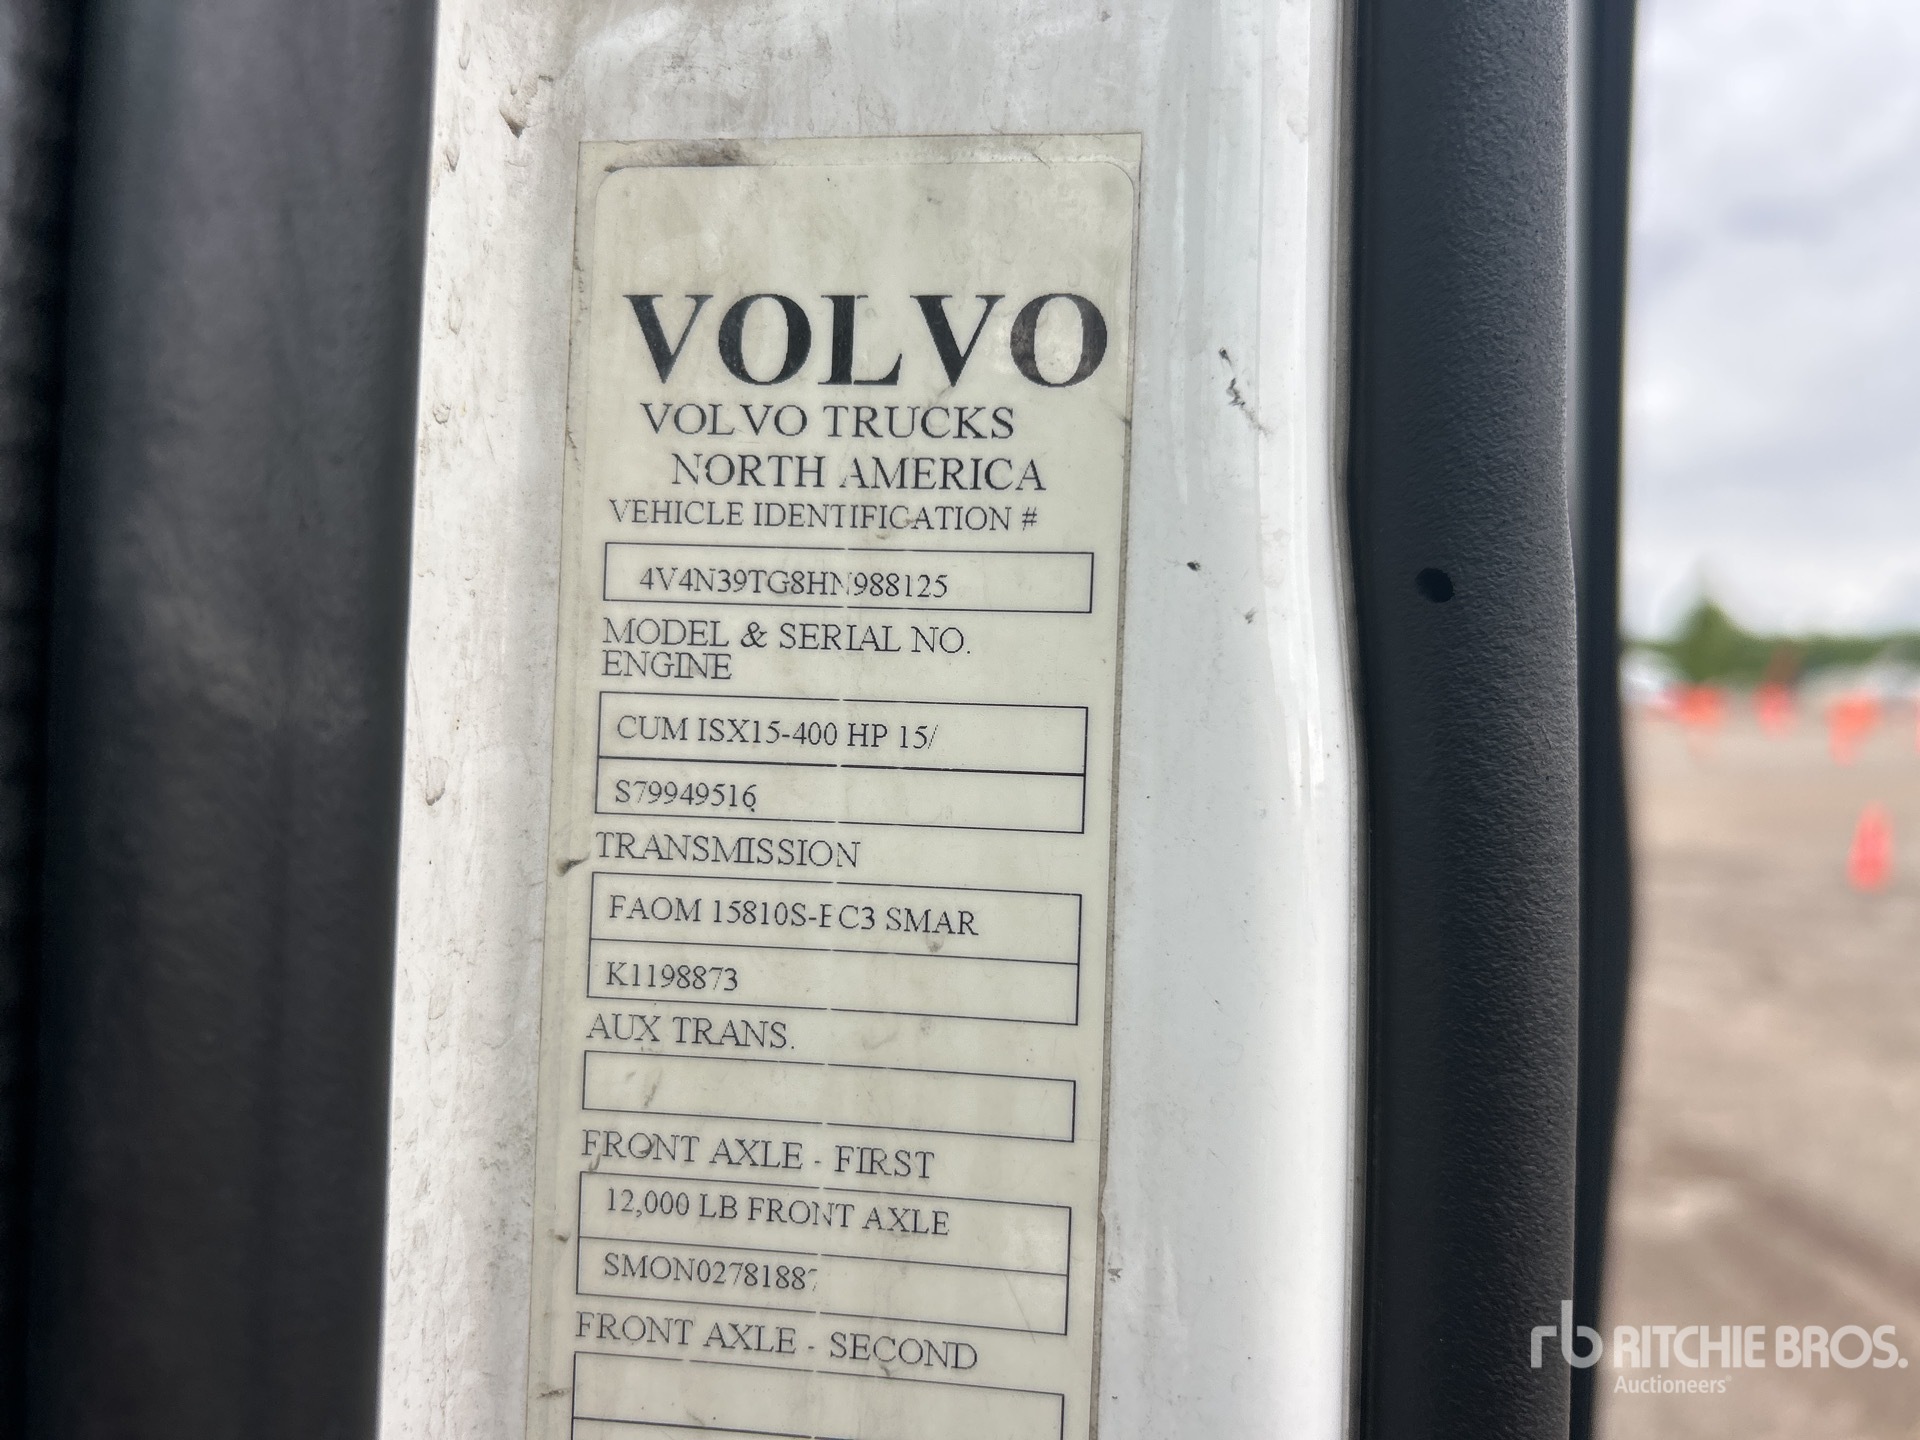 VOLVO
VOLVO TRUCKS
NORTH AMERICA
VEHICLE IDENTIFICATION #
4V4N39TG8HN988125
MODEL & SERIAL NO.
ENGINE
CUM ISX15-400 HP 15/
S79949516
TRANSMISSION
FAOM 15810S-EC3 SMAR
K1198873
AUX TRANS.
FRONT AXLE - FIRST
12,000 LB FRONT AXLE
SMON02781887
FRONT AXLE - SECOND
rb RITCHIE BROS.
Auctioneers